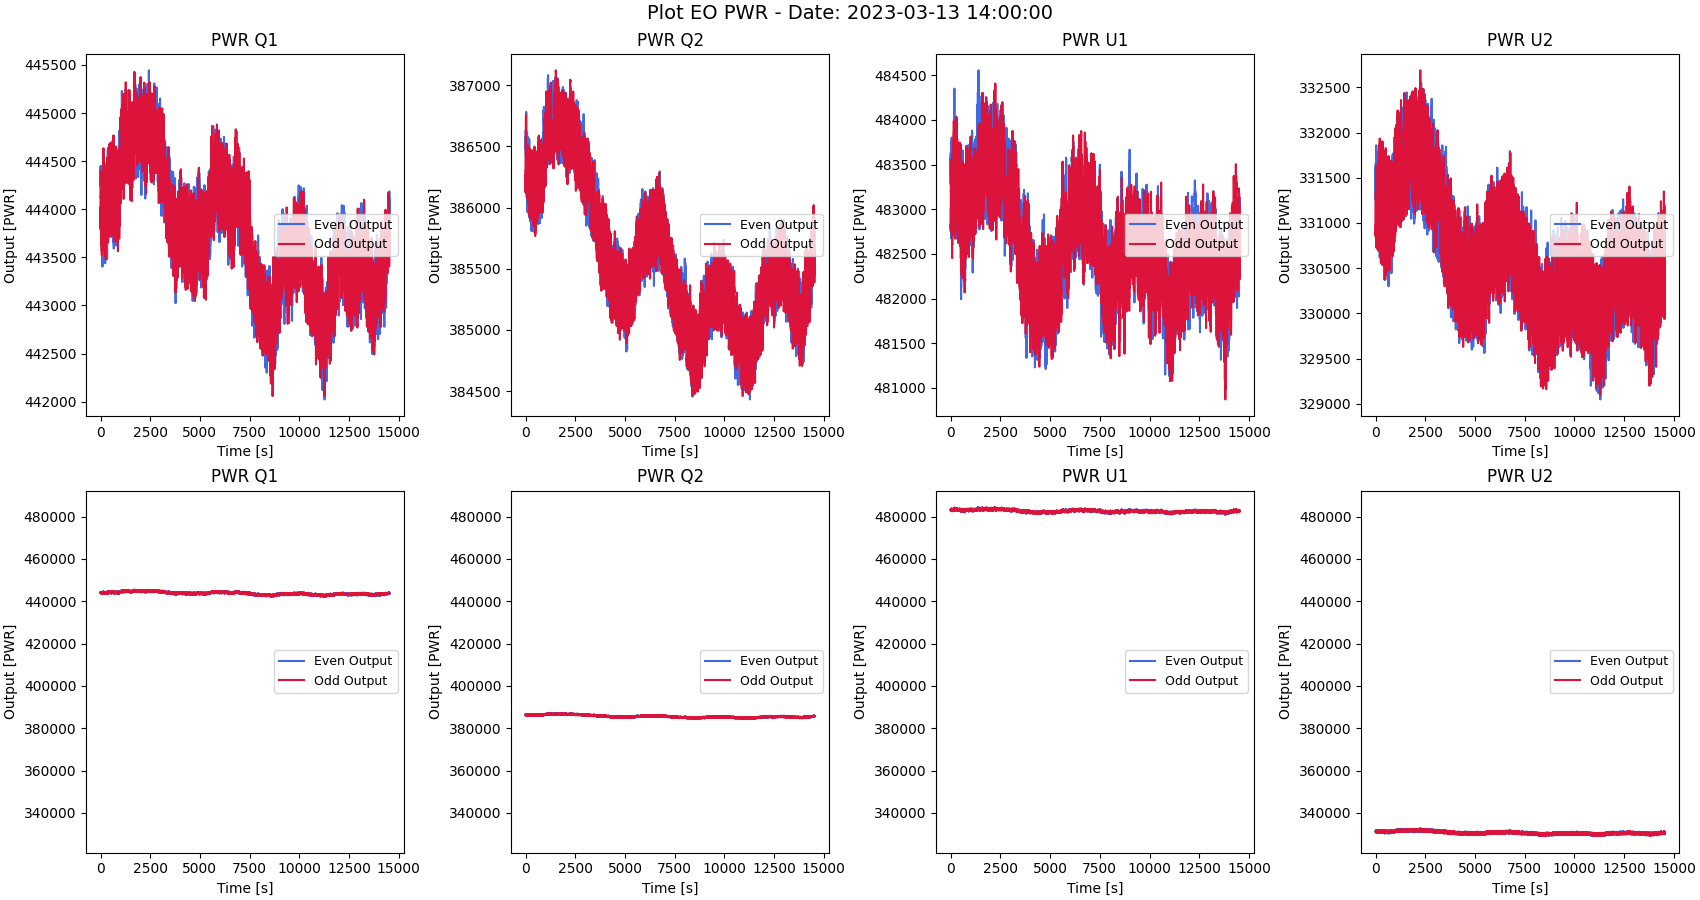 Plot EO PWR - Date: 2023-03-13 14:00:00
PWR Q1
Output [PWR]
445500
445000
444500
444000
443500
443000
442500
442000
Even Output
Odd Output
0 2500 5000 7500 10000 12500 15000
Time [s]
PWR Q2
Output [PWR]
387000
386500
386000
385500
385000
384500
Even Output
Odd Output
0 2500 5000 7500 10000 12500 15000
Time [s]
PWR U1
Output [PWR]
484500
484000
483500
483000
482500
482000
481500
481000
Even Output
Odd Output
0 2500 5000 7500 10000 12500 15000
Time [s]
PWR U2
Output [PWR]
332500
332000
331500
331000
330500
330000
329500
329000
Even Output
Odd Output
0 2500 5000 7500 10000 12500 15000
Time [s]
PWR Q1
Output [PWR]
480000
460000
440000
420000
400000
380000
360000
340000
Even Output
Odd Output
0 2500 5000 7500 10000 12500 15000
Time [s]
PWR Q2
Output [PWR]
480000
460000
440000
420000
400000
380000
360000
340000
Even Output
Odd Output
0 2500 5000 7500 10000 12500 15000
Time [s]
PWR U1
Output [PWR]
480000
460000
440000
420000
400000
380000
360000
340000
Even Output
Odd Output
0 2500 5000 7500 10000 12500 15000
Time [s]
PWR U2
Output [PWR]
480000
460000
440000
420000
400000
380000
360000
340000
Even Output
Odd Output
0 2500 5000 7500 10000 12500 15000
Time [s]